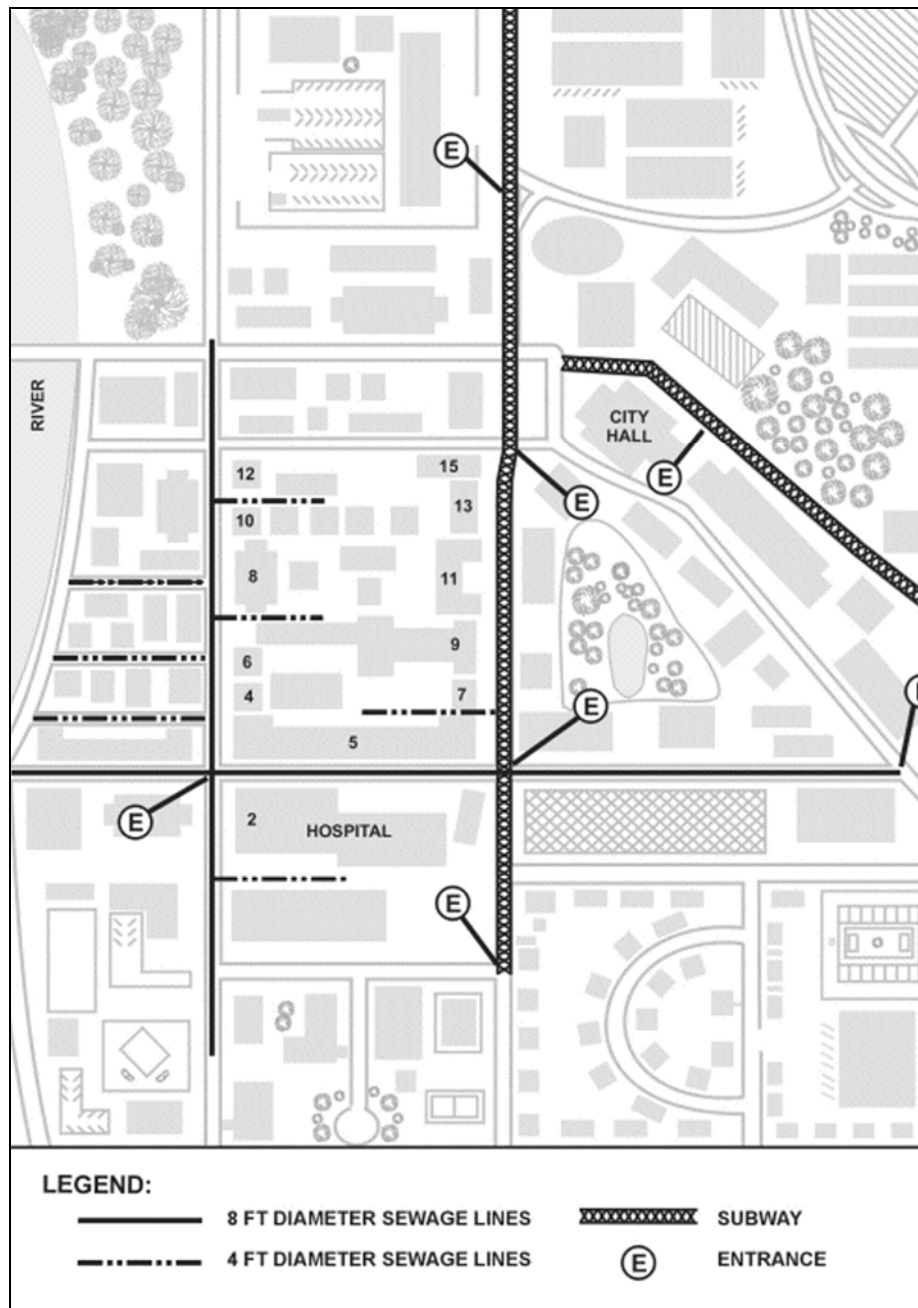 E
RIVER
CITY
HALL
E
12
15
E
10
13
8
11
9
6
4
7
E
5
E
2
HOSPITAL
E
LEGEND:
8 FT DIAMETER SEWAGE LINES
SUBWAY
4 FT DIAMETER SEWAGE LINES
E
ENTRANCE